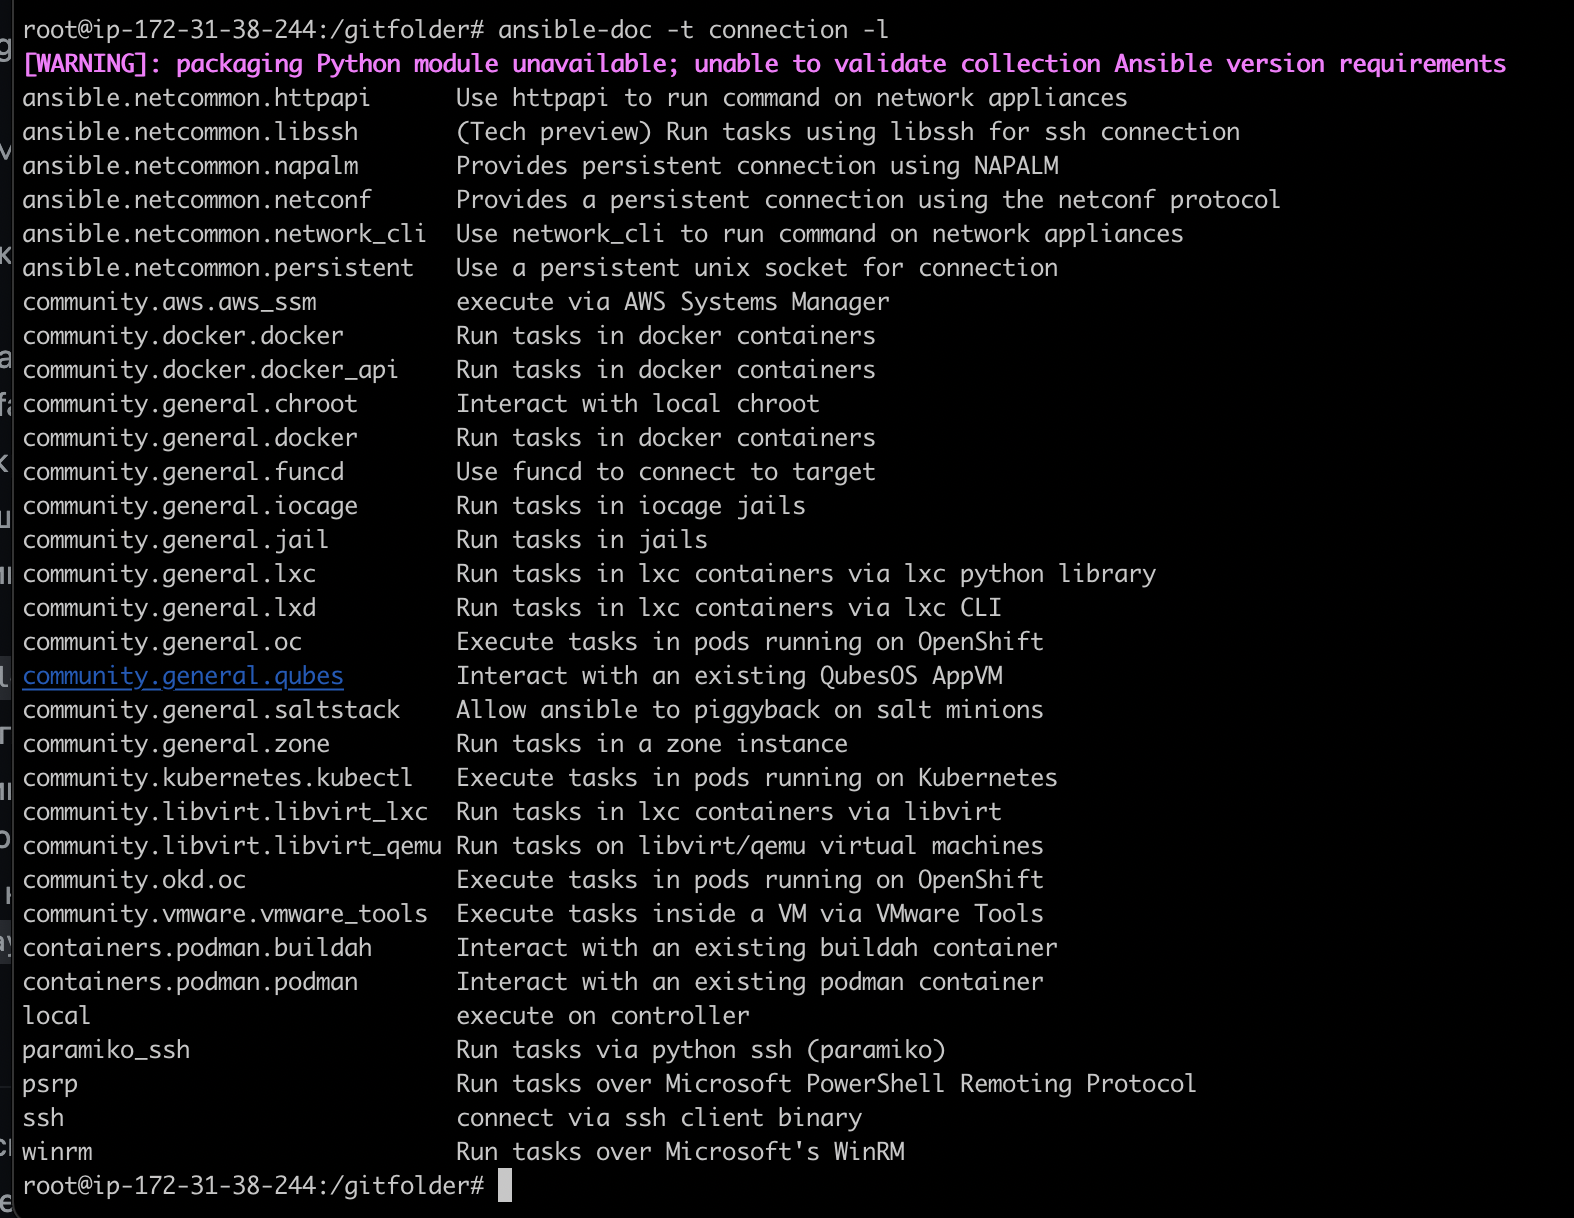 root@ip-172-31-38-244:/gitfolder# ansible-doc -t connection -l
[WARNING]: packaging Python module unavailable; unable to validate collection Ansible version requirements
ansible.netcommon.httpapi      Use httpapi to run command on network appliances
ansible.netcommon.libssh       (Tech preview) Run tasks using libssh for ssh connection
ansible.netcommon.napalm       Provides persistent connection using NAPALM
ansible.netcommon.netconf      Provides a persistent connection using the netconf protocol
ansible.netcommon.network_cli  Use network_cli to run command on network appliances
ansible.netcommon.persistent   Use a persistent unix socket for connection
community.aws.aws_ssm          execute via AWS Systems Manager
community.docker.docker        Run tasks in docker containers
community.docker.docker_api    Run tasks in docker containers
community.general.chroot       Interact with local chroot
community.general.docker       Run tasks in docker containers
community.general.funcd        Use funcd to connect to target
community.general.iocage       Run tasks in iocage jails
community.general.jail         Run tasks in jails
community.general.lxc          Run tasks in lxc containers via lxc python library
community.general.lxd          Run tasks in lxc containers via lxc CLI
community.general.oc           Execute tasks in pods running on OpenShift
community.general.qubes        Interact with an existing QubesOS AppVM
community.general.saltstack    Allow ansible to piggyback on salt minions
community.general.zone         Run tasks in a zone instance
community.kubernetes.kubectl   Execute tasks in pods running on Kubernetes
community.libvirt.libvirt_lxc  Run tasks in lxc containers via libvirt
community.libvirt.libvirt_qemu Run tasks on libvirt/qemu virtual machines
community.okd.oc               Execute tasks in pods running on OpenShift
community.vmware.vmware_tools  Execute tasks inside a VM via VMware Tools
containers.podman.buildah      Interact with an existing buildah container
containers.podman.podman       Interact with an existing podman container
local                          execute on controller
paramiko_ssh                   Run tasks via python ssh (paramiko)
psrp                           Run tasks over Microsoft PowerShell Remoting Protocol
ssh                            connect via ssh client binary
winrm                          Run tasks over Microsoft's WinRM
root@ip-172-31-38-244:/gitfolder#